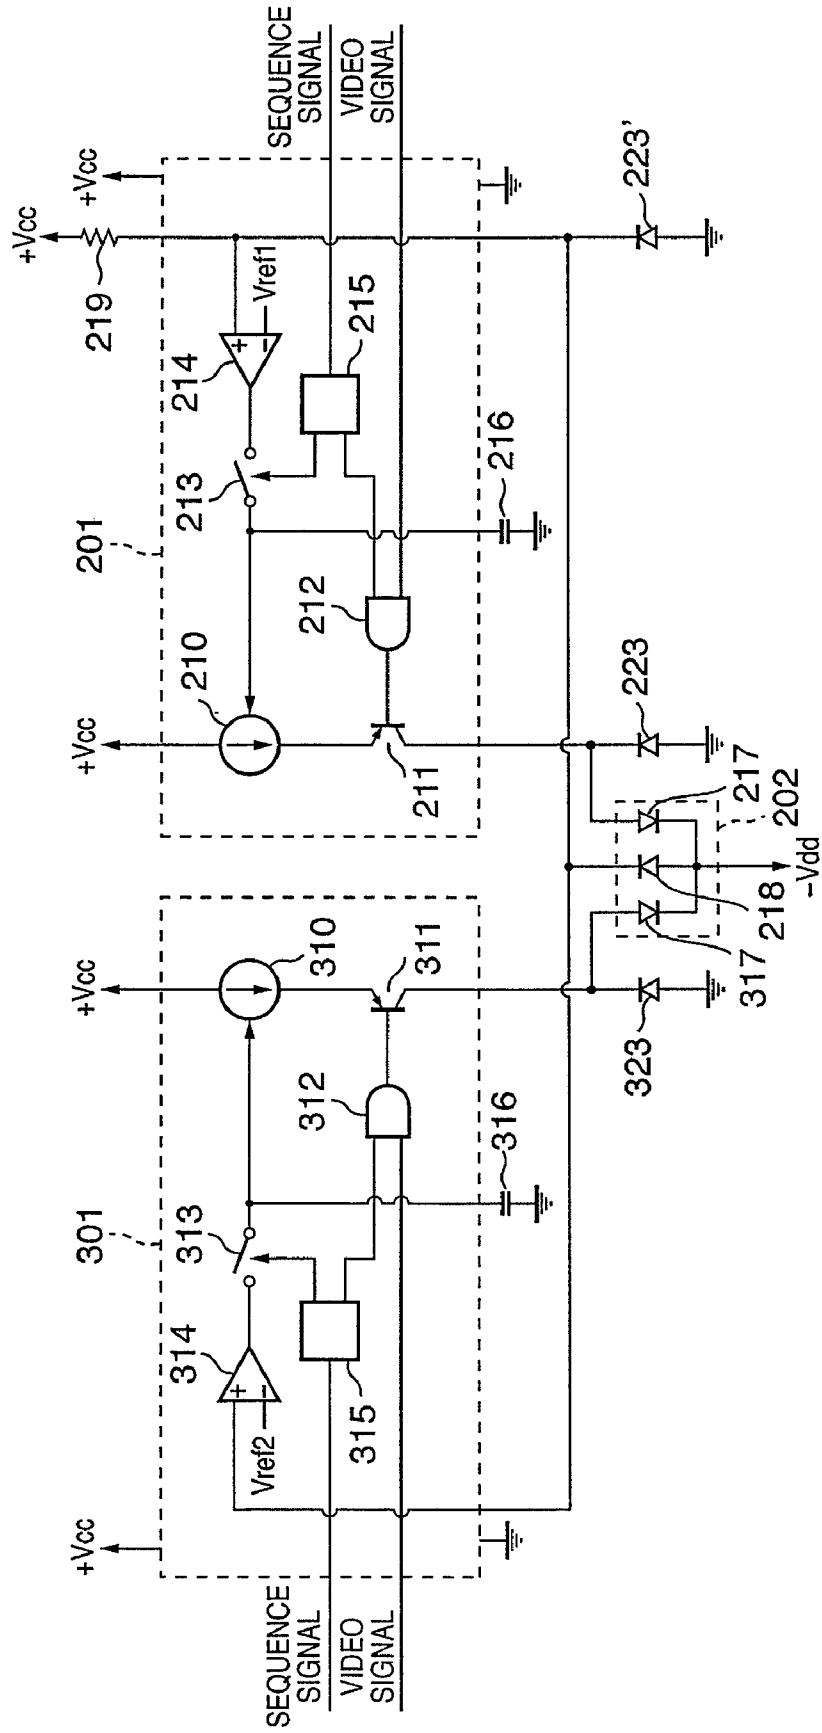 SEQUENCE
SIGNAL
VIDEO
SIGNAL
+Vcc
+Vcc
219
Vref1
+
−
214
215
213
216
201
212
210
+Vcc
211
223'
223
217
202
218
−Vdd
317
323
+Vcc
310
311
312
316
301
313
314
+
−
Vref2
315
+Vcc
SEQUENCE
SIGNAL
VIDEO
SIGNAL